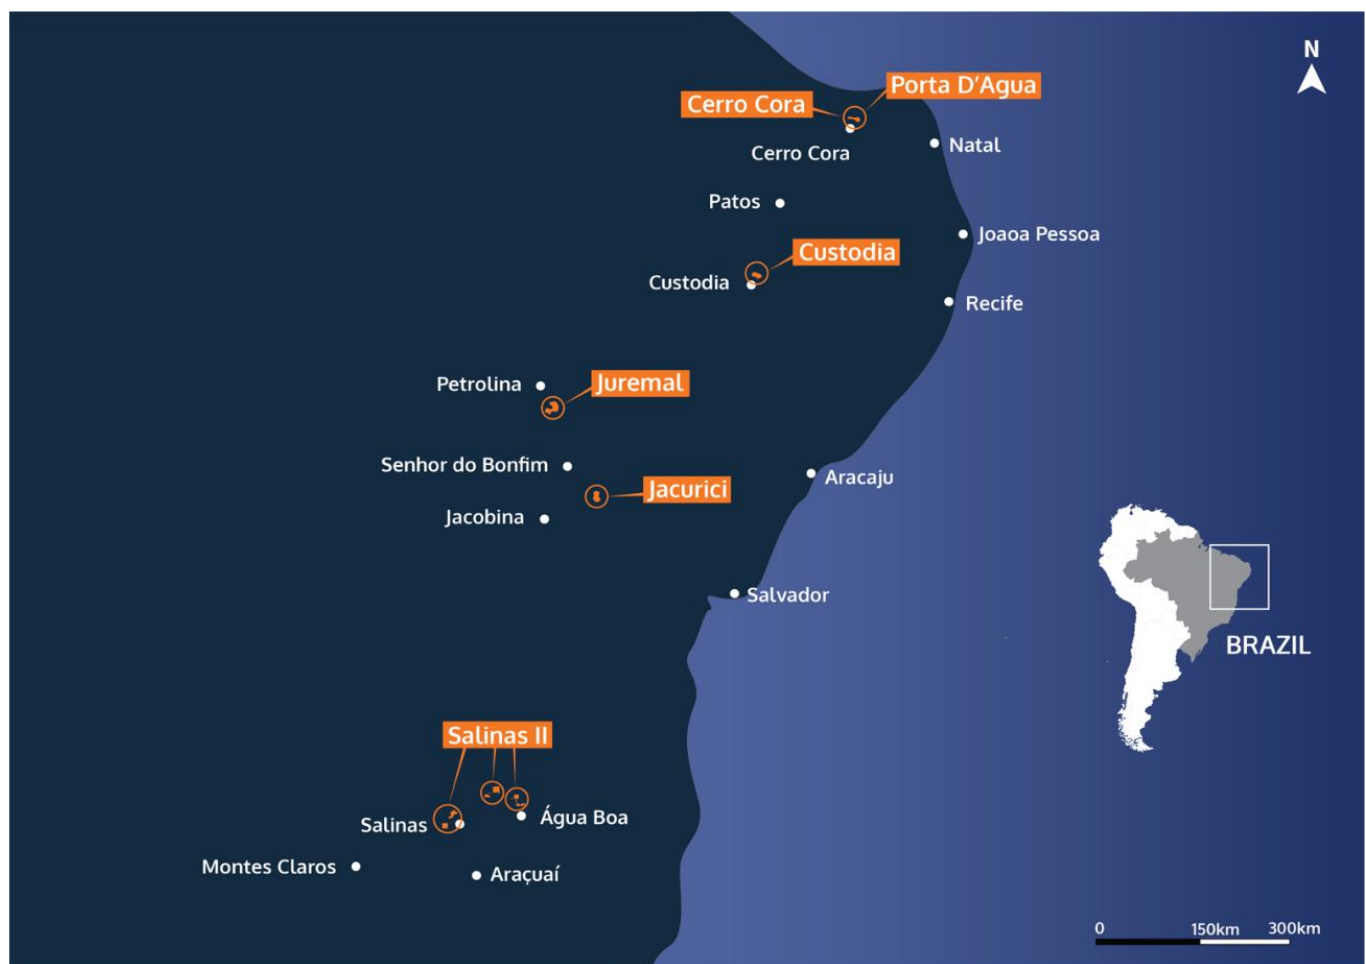 N
Porta D'Agua
Cerro Cora
Cerro Cora
Natal
Patos
Joaoa Pessoa
Custodia
Custodia
Recife
Petrolina
Juremal
Senhor do Bonfim
Aracaju
Jacurici
Jacobina
Salvador
BRAZIL
Salinas II
Salinas
Água Boa
Montes Claros
Araçuaí
0 150km 300km